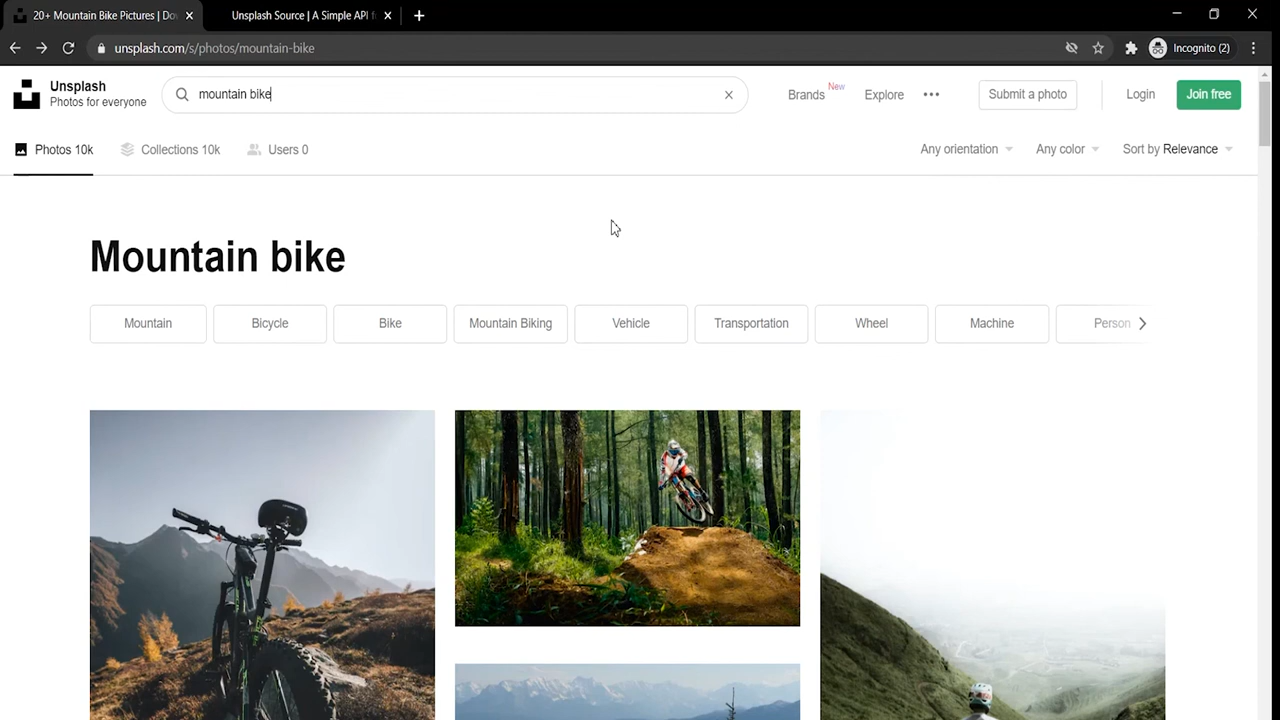 20+ Mountain Bike Pictures | Do
Unsplash Source | A Simple API f
unsplash.com/s/photos/mountain-bike
Incognito (2)
Unsplash
Photos for everyone
mountain bike
Brands New
Explore
Submit a photo
Login
Join free
Photos 10k
Collections 10k
Users 0
Any orientation
Any color
Sort by Relevance
Mountain bike
Mountain
Bicycle
Bike
Mountain Biking
Vehicle
Transportation
Wheel
Machine
Person